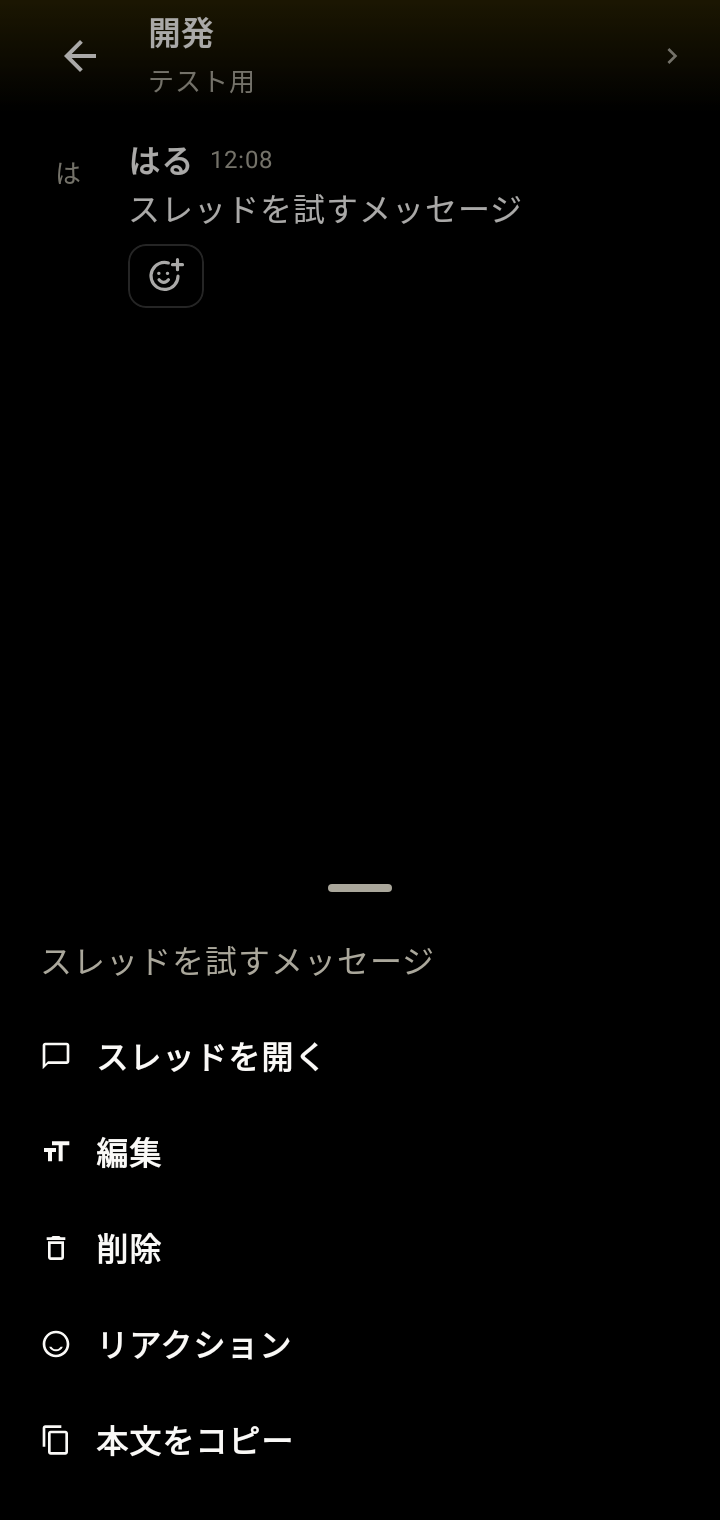 開発
テスト用
は
はる 12:08
スレッドを試すメッセージ
スレッドを試すメッセージ
スレッドを開く
編集
削除
リアクション
本文をコピー